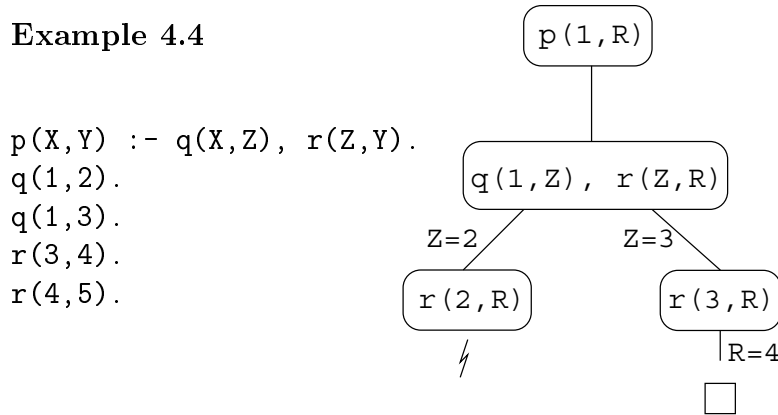 Example 4.4
p(X,Y) :- q(X,Z), r(Z,Y).
q(1,2).
q(1,3).
r(3,4).
r(4,5).
p(1,R)
q(1,Z), r(Z,R)
Z=2
Z=3
r(2,R)
r(3,R)
R=4